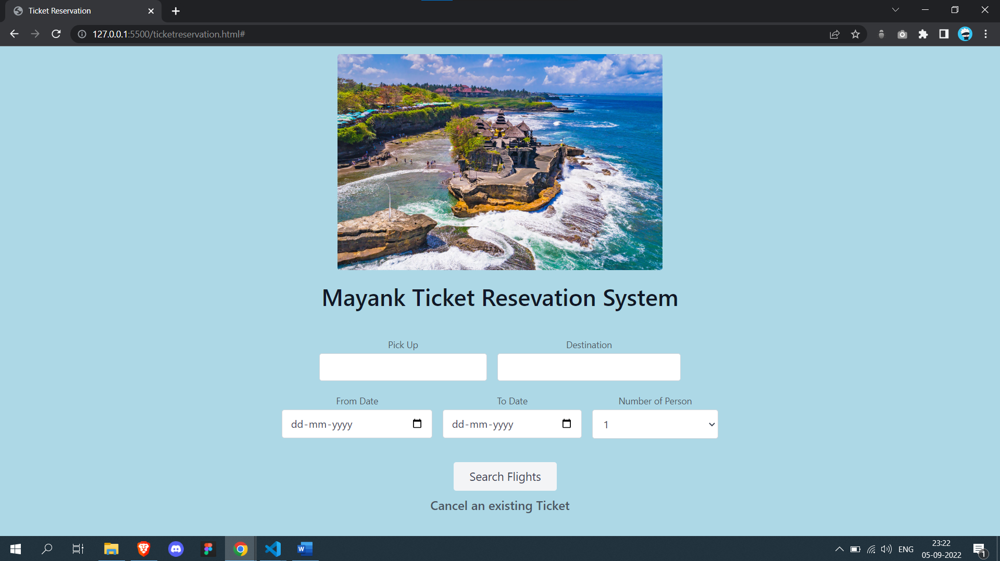 Ticket Reservation
127.0.0.1:5500/ticketreservation.html#
Mayank Ticket Resevation System
Pick Up
Destination
From Date
To Date
Number of Person
dd-mm-yyyy
dd-mm-yyyy
1
Search Flights
Cancel an existing Ticket
W
ENG
23:22
05-09-2022
1